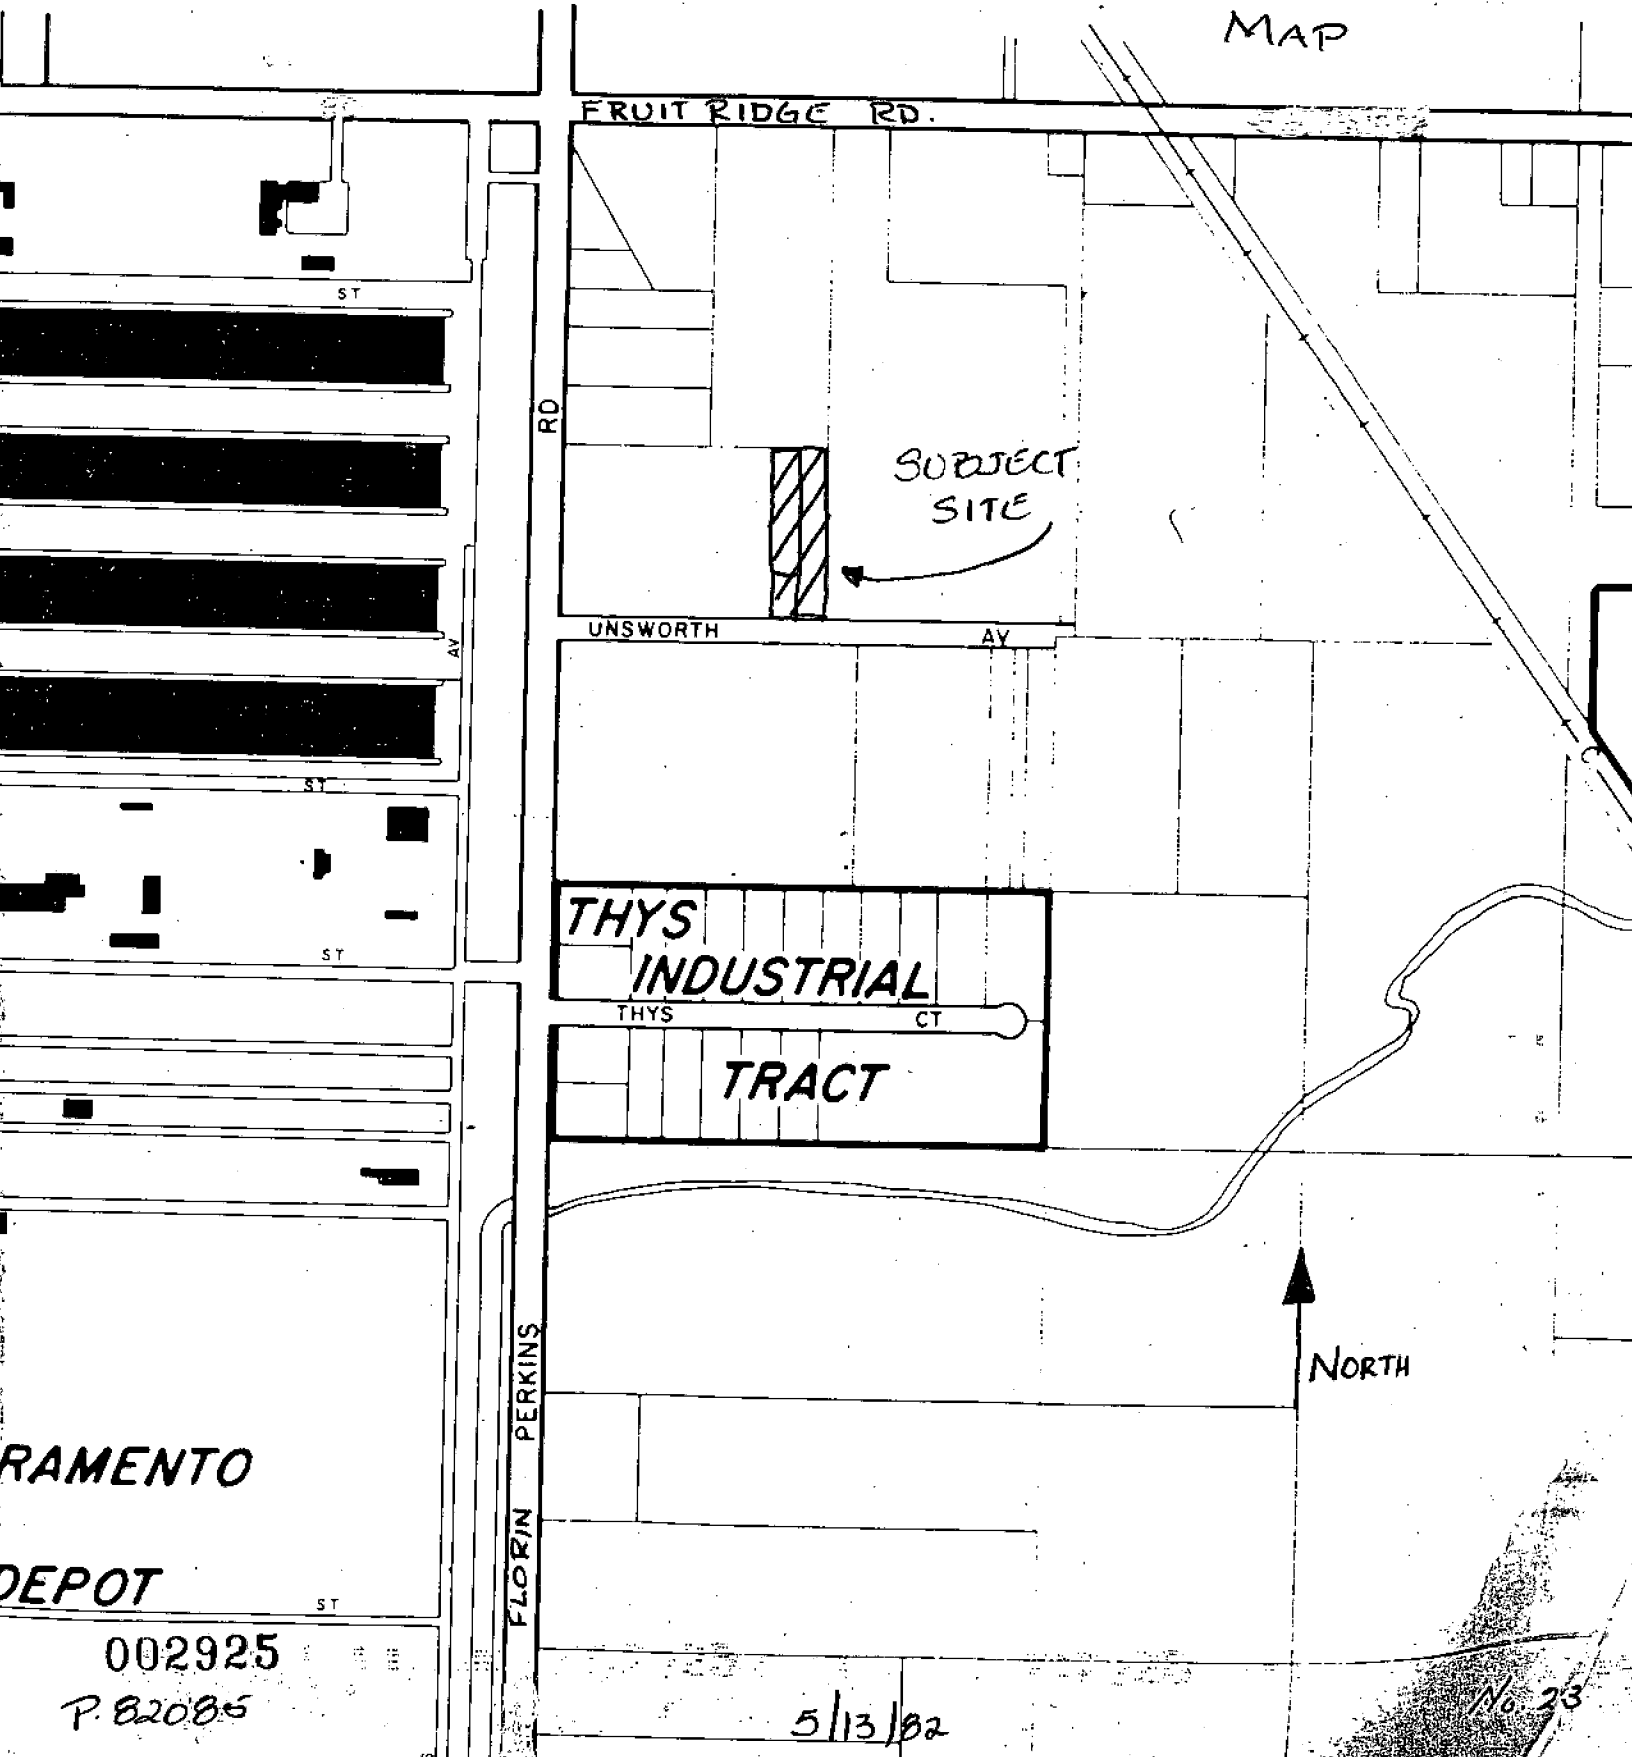 MAP
FRUIT RIDGE RD.
ST
RD
SUBJECT
SITE
UNSWORTH AV
AV
ST
THYS
INDUSTRIAL
ST
THYS CT
TRACT
NORTH
FLORIN PERKINS
RAMENTO
DEPOT
ST
002925
P. 82085
5/13/82
No. 23